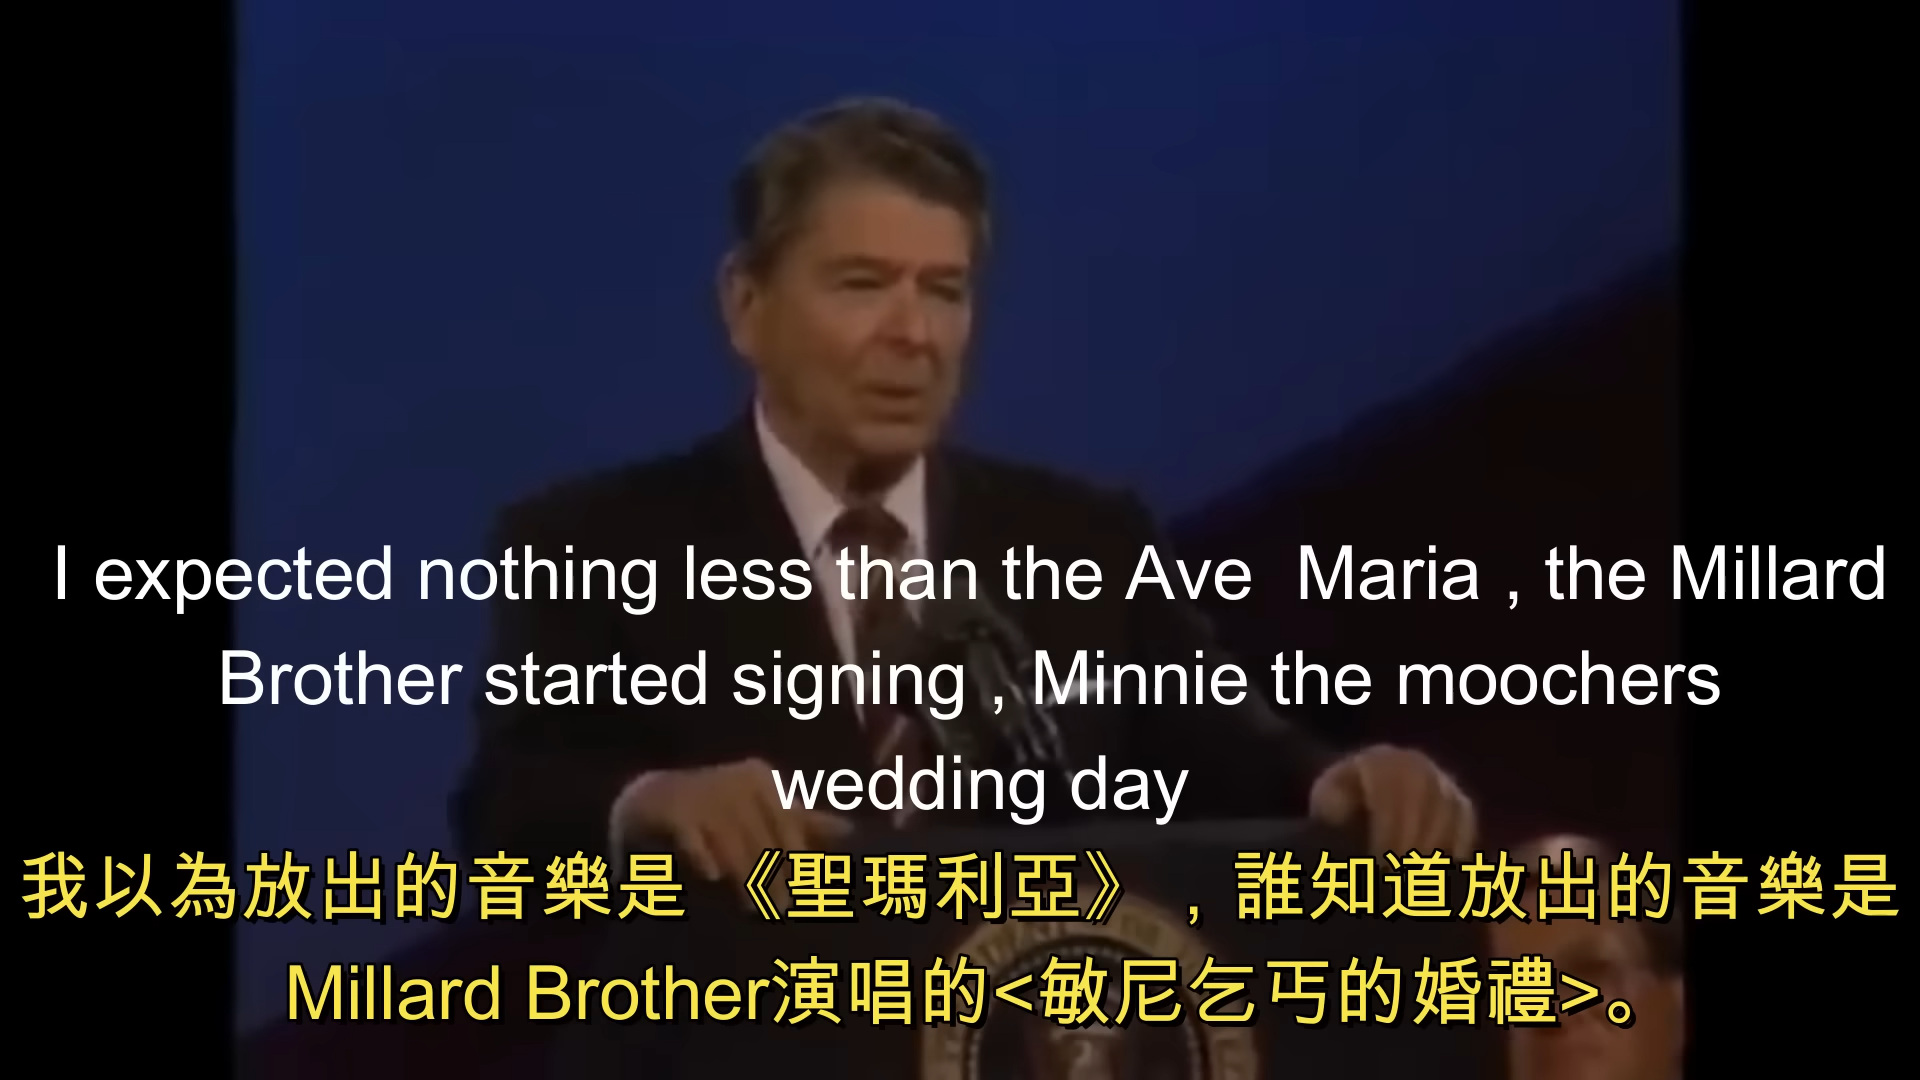 I expected nothing less than the Ave  Maria , the Millard
Brother started signing , Minnie the moochers
wedding day
我以為放出的音樂是 《聖瑪利亞》 , 誰知道放出的音樂是
Millard Brother演唱的<敏尼乞丐的婚禮>。